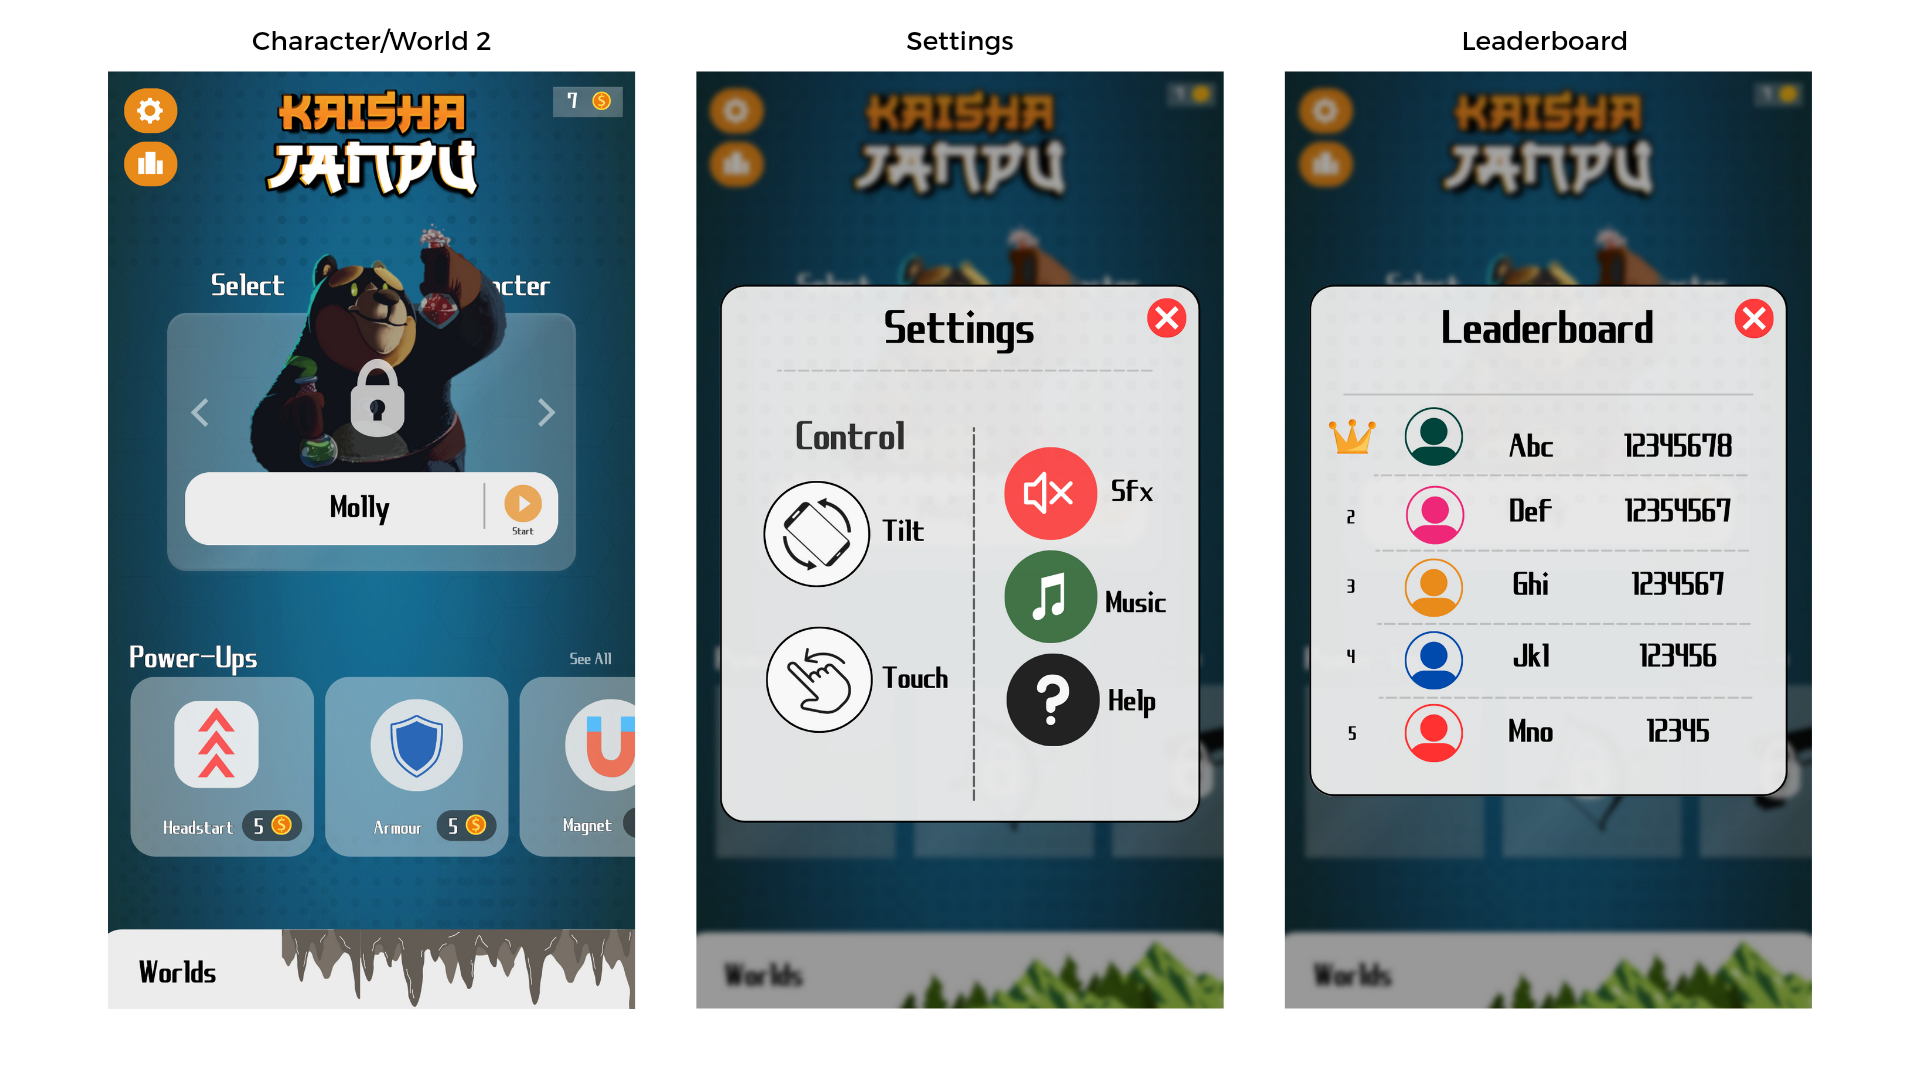 Character/World 2
KAISHA
JANPU
7
Select acter
Molly
Start
Power-Ups
See All
Headstart 5
Armour 5
Magnet
Worlds
Settings
KAISHA
JANPU
Settings
Control
Tilt
Touch
Sfx
Music
Help
Worlds
Leaderboard
KAISHA
JANPU
Leaderboard
Abc 12345678
2 Def 12354567
3 Ghi 1234567
4 Jkl 123456
5 Mno 12345
Worlds